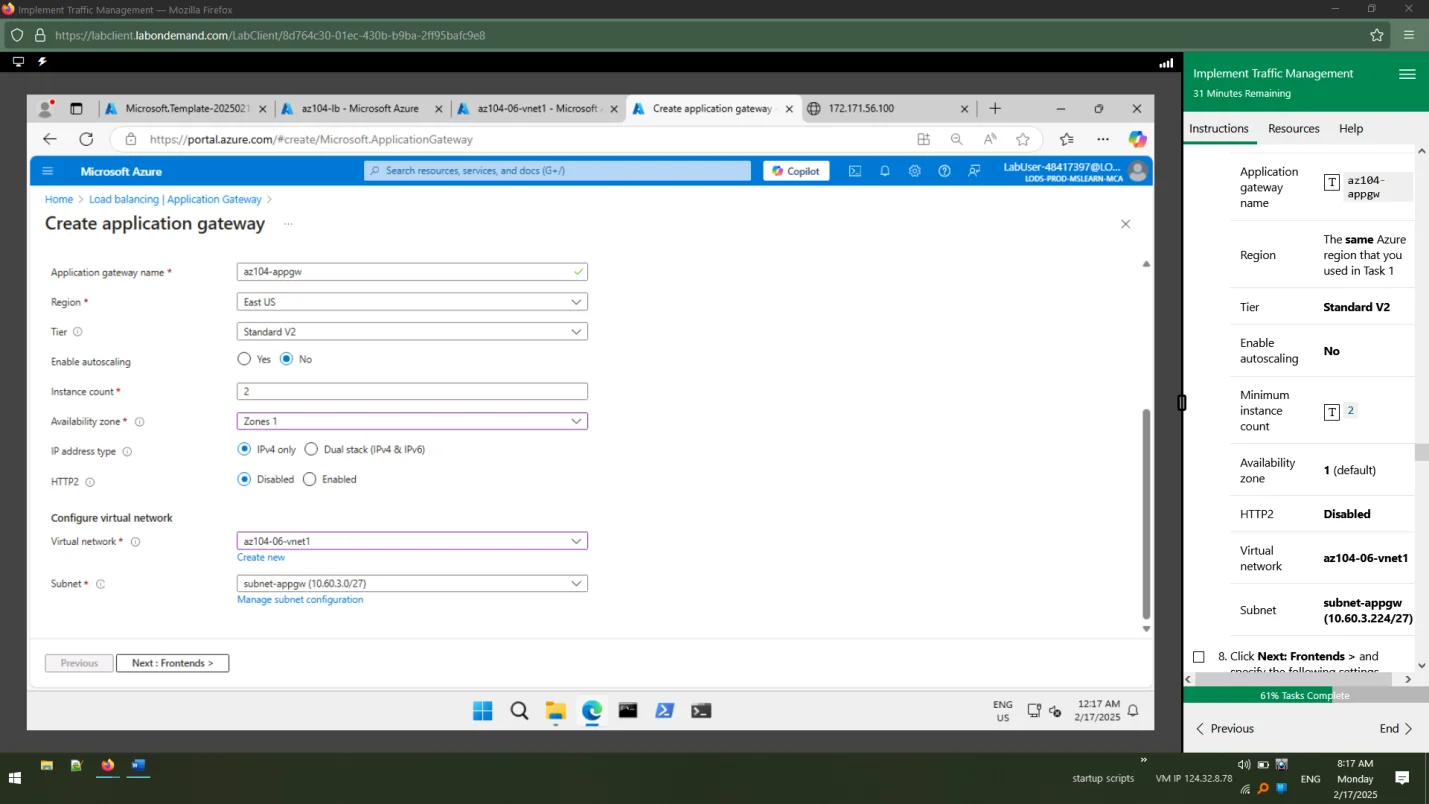 Implement Traffic Management — Mozilla Firefox
https://labclient.labondemand.com/LabClient/8d764c30-01ec-430b-b9ba-2ff95bafc9e8
Microsoft.Template-2025021
az104-lb - Microsoft Azure
az104-06-vnet1 - Microsoft
Create application gateway
172.171.56.100
https://portal.azure.com/#create/Microsoft.ApplicationGateway
Microsoft Azure
Search resources, services, and docs (G+/)
Copilot
LabUser-48417397@LO...
LODS-PROD-MSLEARN-MCA
Home > Load balancing | Application Gateway >
Create application gateway ...
Application gateway name *
az104-appgw
Region *
East US
Tier
Standard V2
Enable autoscaling
Yes No
Instance count *
2
Availability zone *
Zones 1
IP address type
IPv4 only Dual stack (IPv4 & IPv6)
HTTP2
Disabled Enabled
Configure virtual network
Virtual network *
az104-06-vnet1
Create new
Subnet *
subnet-appgw (10.60.3.0/27)
Manage subnet configuration
Previous
Next : Frontends >
ENG
US
12:17 AM
2/17/2025
Implement Traffic Management
31 Minutes Remaining
Instructions Resources Help
Application
gateway
name
T
az104-
appgw
Region
The same Azure
region that you
used in Task 1
Tier
Standard V2
Enable
autoscaling
No
Minimum
instance
count
T
2
Availability
zone
1 (default)
HTTP2
Disabled
Virtual
network
az104-06-vnet1
Subnet
subnet-appgw
(10.60.3.224/27)
8. Click Next: Frontends > and
specify the following settings
61% Tasks Complete
Previous
End
startup scripts
VM IP 124.32.8.78
ENG
8:17 AM
Monday
2/17/2025